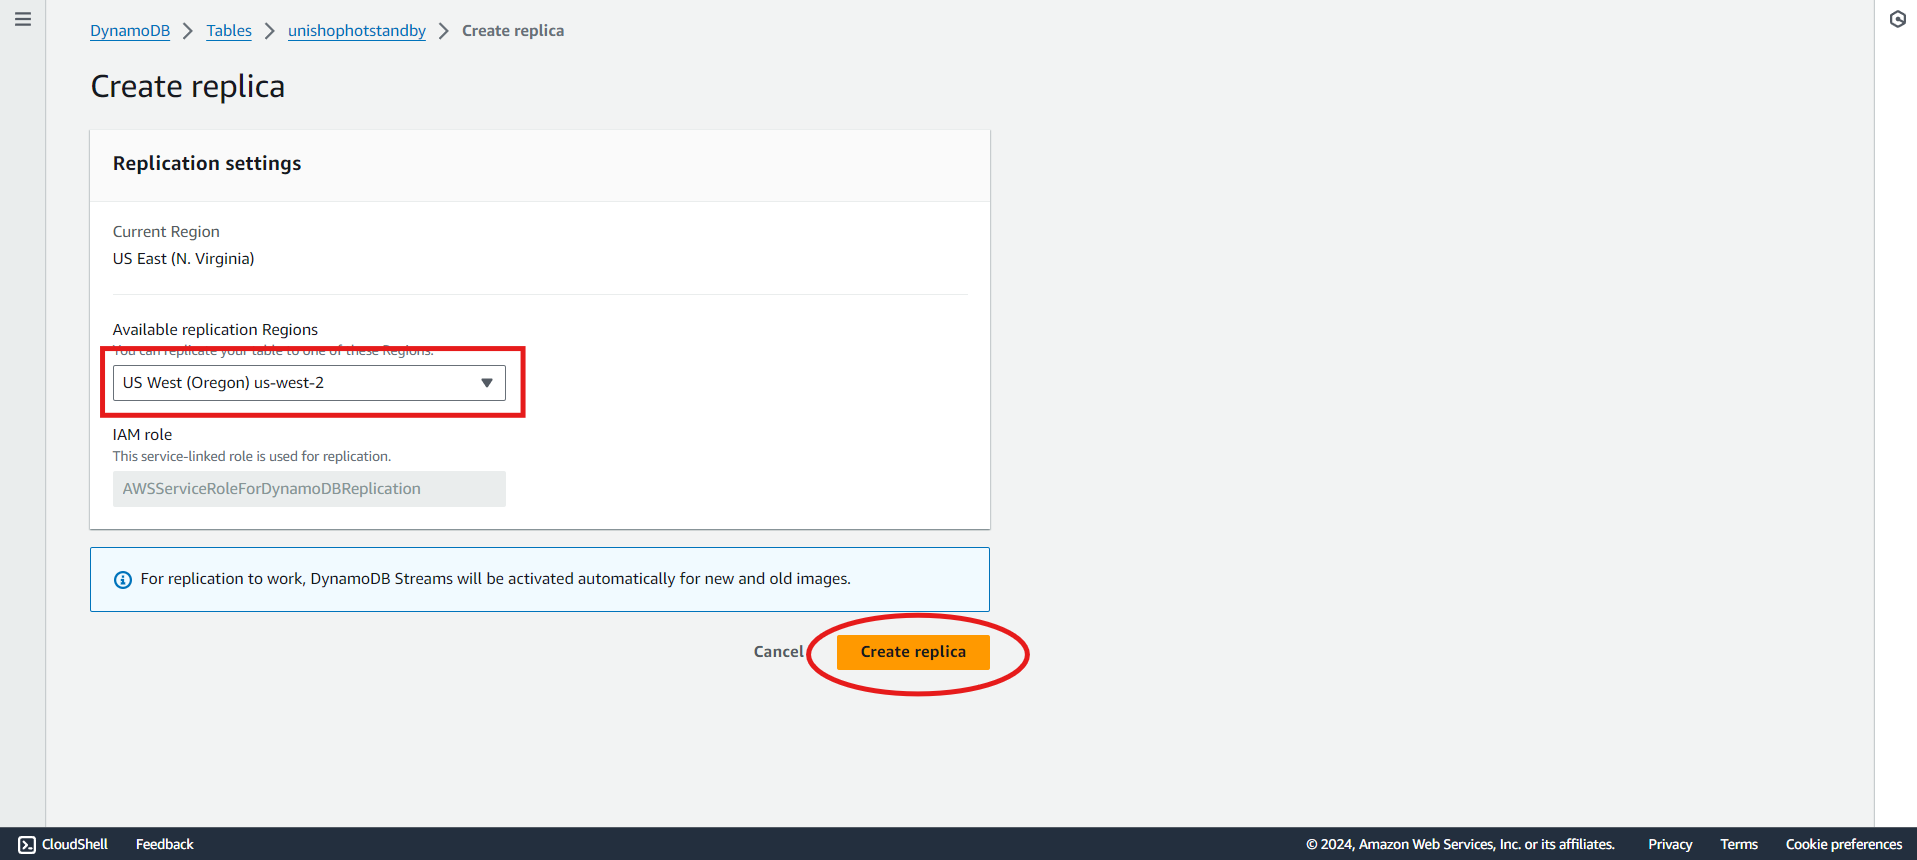 DynamoDB > Tables > unishophotstandby > Create replica
Create replica
Replication settings
Current Region
US East (N. Virginia)
Available replication Regions
You can replicate your table to one of these Regions.
US West (Oregon) us-west-2
IAM role
This service-linked role is used for replication.
AWSServiceRoleForDynamoDBReplication
For replication to work, DynamoDB Streams will be activated automatically for new and old images.
Cancel Create replica
CloudShell Feedback © 2024, Amazon Web Services, Inc. or its affiliates. Privacy Terms Cookie preferences